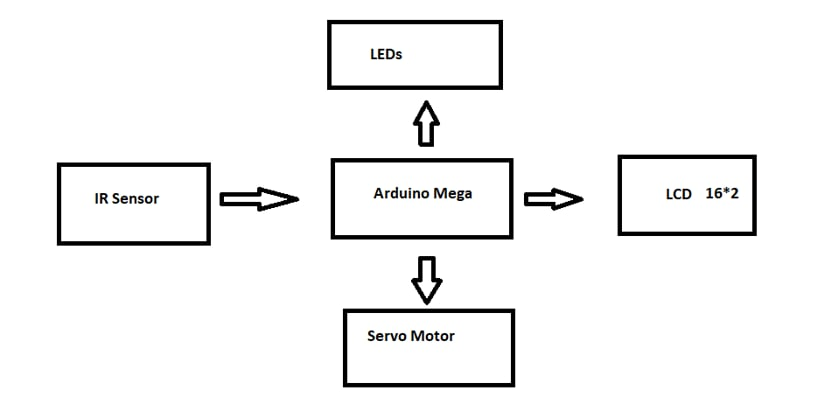 LEDs
IR Sensor
Arduino Mega
LCD 16*2
Servo Motor